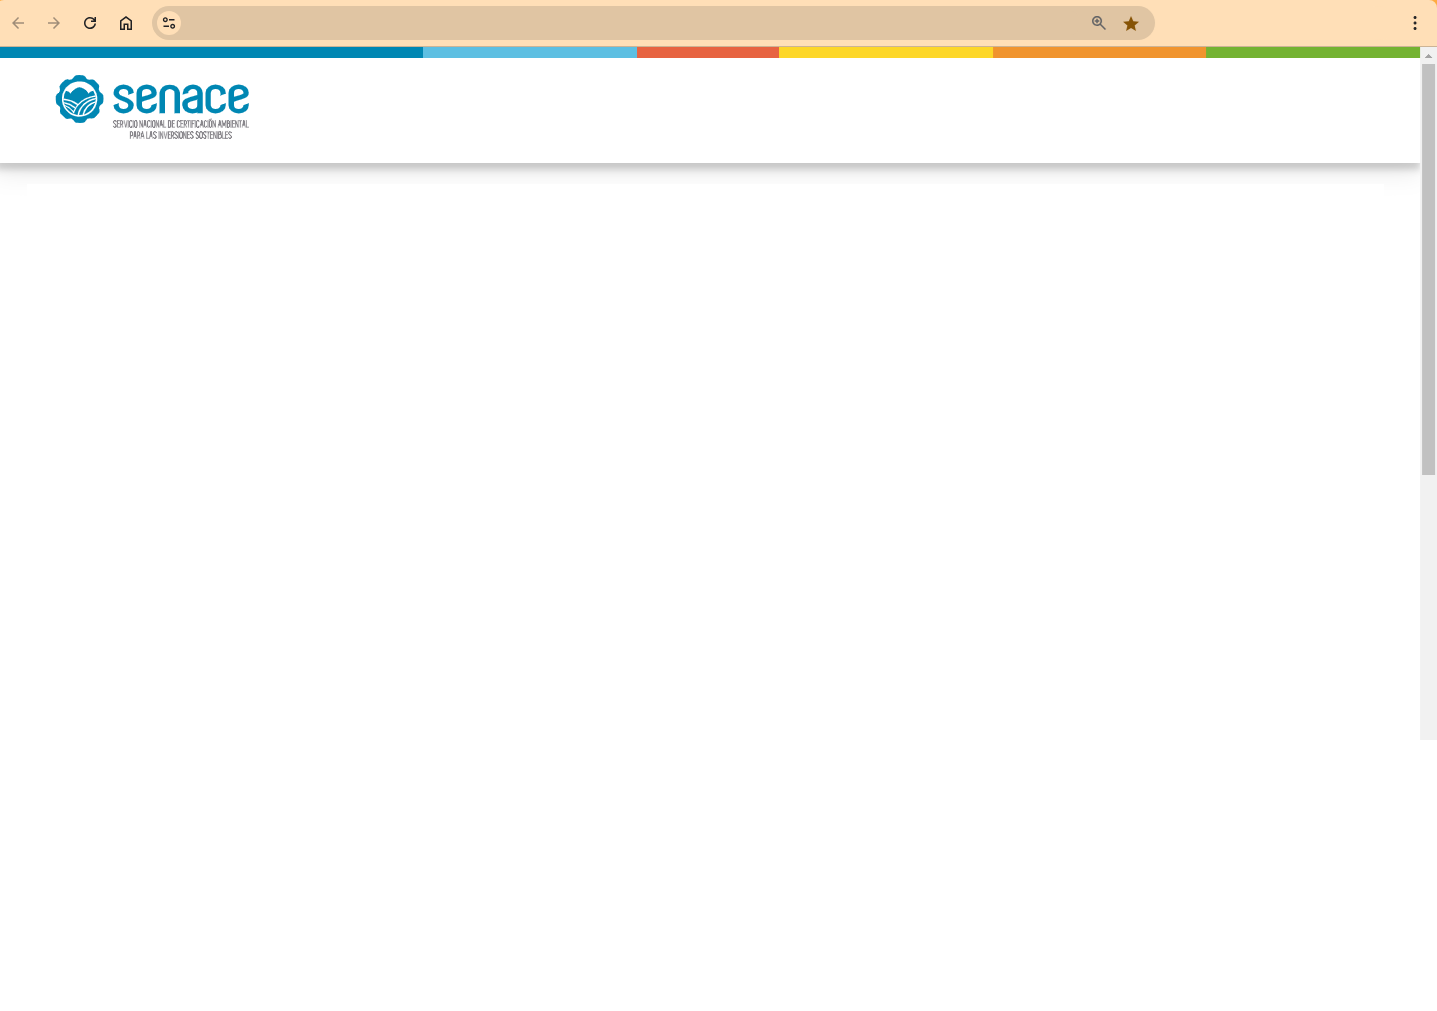 senace
SERVICIO NACIONAL DE CERTIFICACIÓN AMBIENTAL
PARA LAS INVERSIONES SOSTENIBLES